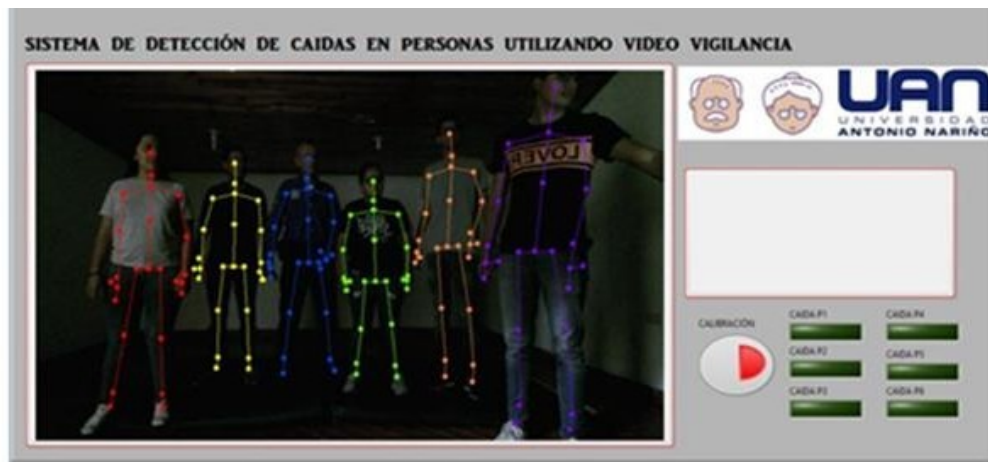 SISTEMA DE DETECCIÓN DE CAIDAS EN PERSONAS UTILIZANDO VIDEO VIGILANCIA
UAN
UNIVERSIDAD
ANTONIO NARIÑO
LOVER
CALIBRACIÓN
CAIDA P1
CAIDA P4
CAIDA P2
CAIDA P5
CAIDA P3
CAIDA P6